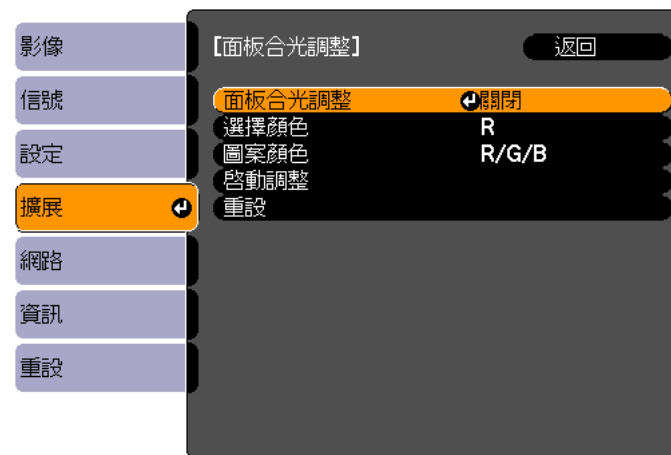 影像
信號
設定
擴展
網路
資訊
重設
[面板合光調整]
返回
面板合光調整 關閉
選擇顏色 R
圖案顏色 R/G/B
啓動調整
重設